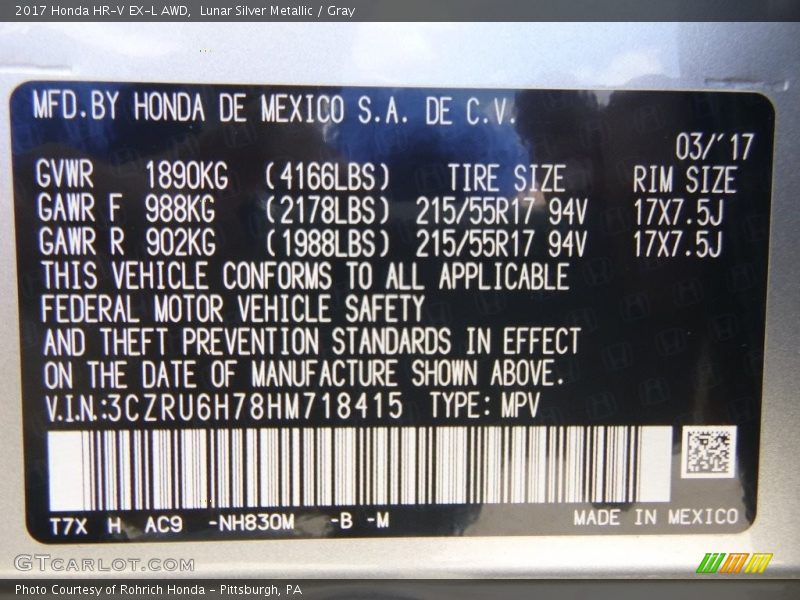 2017 Honda HR-V EX-L AWD, Lunar Silver Metallic / Gray
MFD.BY HONDA DE MEXICO S.A. DE C.V.
03/'17
GVWR 1890KG (4166LBS) TIRE SIZE RIM SIZE
GAWR F 988KG (2178LBS) 215/55R17 94V 17X7.5J
GAWR R 902KG (1988LBS) 215/55R17 94V 17X7.5J
THIS VEHICLE CONFORMS TO ALL APPLICABLE
FEDERAL MOTOR VEHICLE SAFETY
AND THEFT PREVENTION STANDARDS IN EFFECT
ON THE DATE OF MANUFACTURE SHOWN ABOVE.
V.I.N.:3CZRU6H78HM718415 TYPE: MPV
T7X H AC9 -NH830M -B -M MADE IN MEXICO
GTCARLOT.COM
Photo Courtesy of Rohrich Honda - Pittsburgh, PA